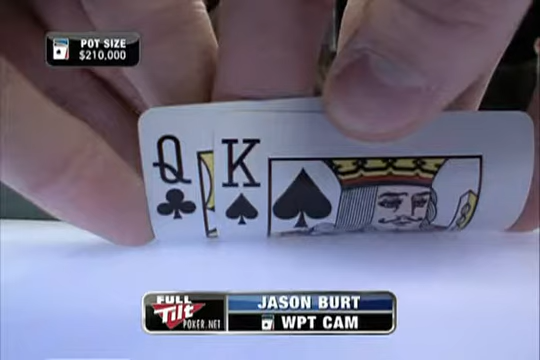 POT SIZE
$210,000
Q K
FULL
Tilt
POKER.NET
JASON BURT
WPT CAM